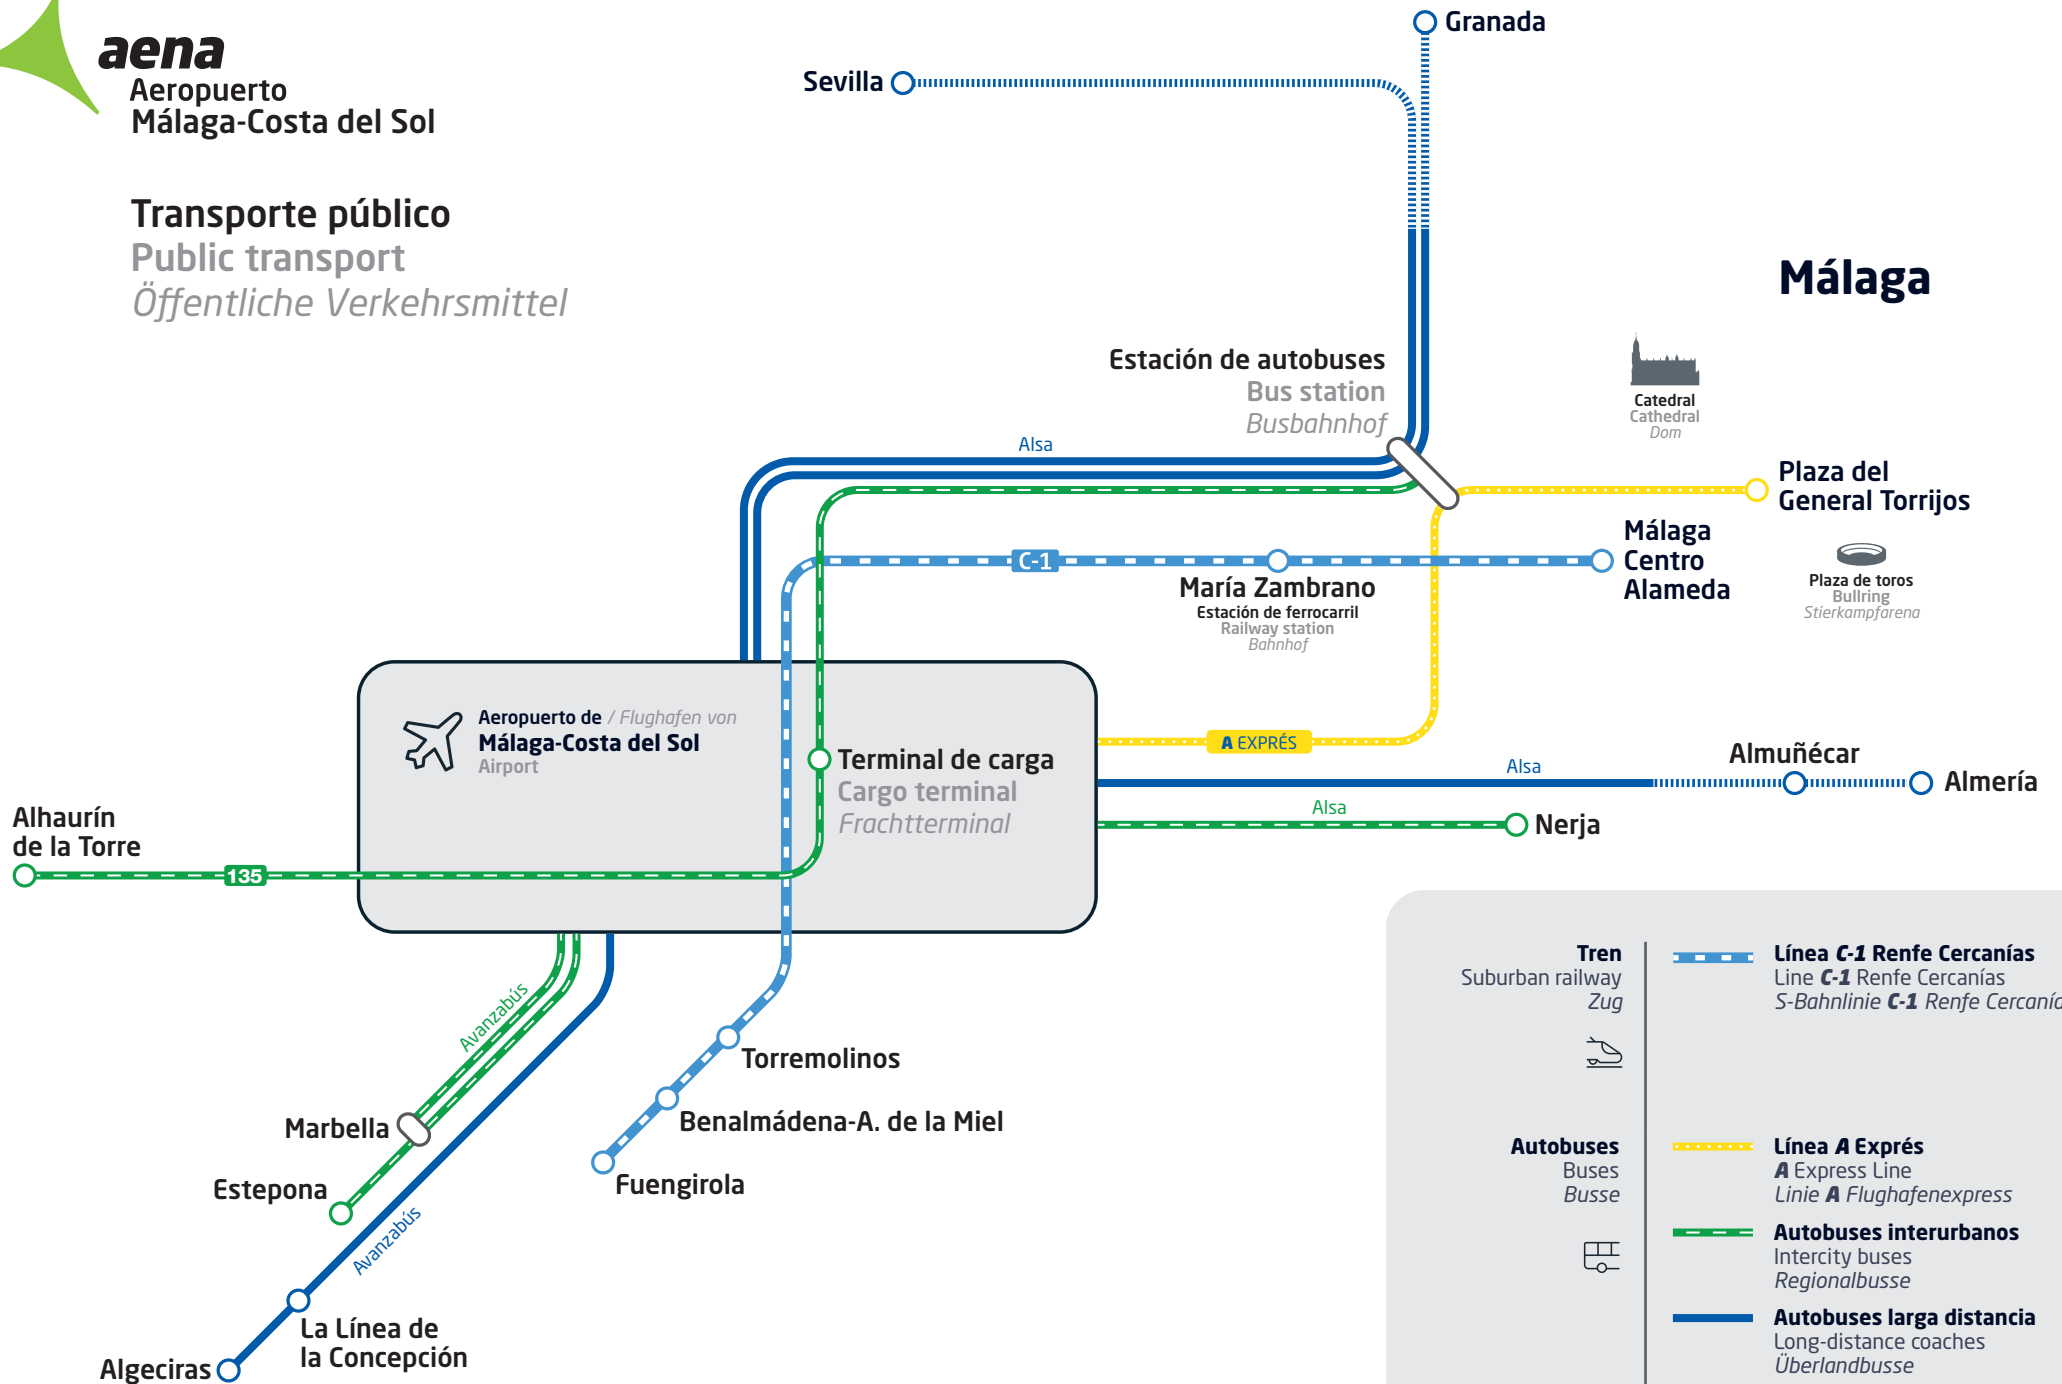 aena
Aeropuerto
Málaga-Costa del Sol
Transporte público
Public transport
Öffentliche Verkehrsmittel
Granada
Sevilla
Málaga
Estación de autobuses
Bus station
Busbahnhof
Catedral
Cathedral
Dom
Alsa
Plaza del
General Torrijos
Málaga
Centro
Alameda
C-1
María Zambrano
Estación de ferrocarril
Railway station
Bahnhof
Plaza de toros
Bullring
Stierkampfarena
Aeropuerto de / Flughafen von
Málaga-Costa del Sol
Airport
A EXPRÉS
Terminal de carga
Cargo terminal
Frachtterminal
Alsa
Almuñécar
Almería
Alsa
Nerja
Alhaurín
de la Torre
135
Avanzabús
Torremolinos
Benalmádena-A. de la Miel
Fuengirola
Marbella
Estepona
Avanzabús
La Línea de
la Concepción
Algeciras
Tren
Suburban railway
Zug
Línea C-1 Renfe Cercanías
Line C-1 Renfe Cercanías
S-Bahnlinie C-1 Renfe
Autobuses
Buses
Busse
Línea A Exprés
A Express Line
Linie A Flughafenexpress
Autobuses interurbanos
Intercity buses
Regionalbusse
Autobuses larga distancia
Long-distance coaches
Überlandbusse